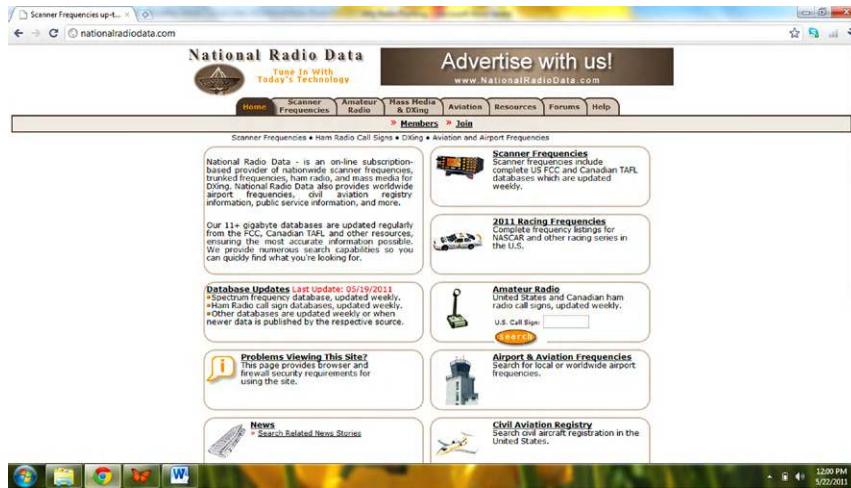 Scanner Frequencies up-t...
nationalradiodata.com
National Radio Data
Tune In With
Today's Technology
Advertise with us!
www.NationalRadioData.com
Home
Scanner
Frequencies
Amateur
Radio
Mass Media
& DXing
Aviation
Resources
Forums
Help
» Members » Join
Scanner Frequencies • Ham Radio Call Signs • DXing • Aviation and Airport Frequencies
National Radio Data - is an on-line subscription-
based provider of nationwide scanner frequencies,
trunked frequencies, ham radio, and mass media for
DXing. National Radio Data also provides worldwide
airport frequencies, civil aviation registry
information, public service information, and more.
Our 11+ gigabyte databases are updated regularly
from the FCC, Canadian TAFL and other resources,
ensuring the most accurate information possible.
We provide numerous search capabilities so you
can quickly find what you're looking for.
Scanner Frequencies
Scanner frequencies include
complete US FCC and Canadian TAFL
databases which are updated
weekly.
2011 Racing Frequencies
Complete frequency listings for
NASCAR and other racing series in
the U.S.
Database Updates Last Update: 05/19/2011
Spectrum frequency database, updated weekly.
Ham Radio call sign databases, updated weekly.
Other databases are updated weekly or when
newer data is published by the respective source.
Amateur Radio
United States and Canadian ham
radio call signs, updated weekly.
U.S. Call Sign:
Search
Problems Viewing This Site?
This page provides browser and
firewall security requirements for
using the site.
Airport & Aviation Frequencies
Search for local or worldwide airport
frequencies.
News
Search Related News Stories
Civil Aviation Registry
Search civil aircraft registration in the
United States.
12:00 PM
5/22/2011